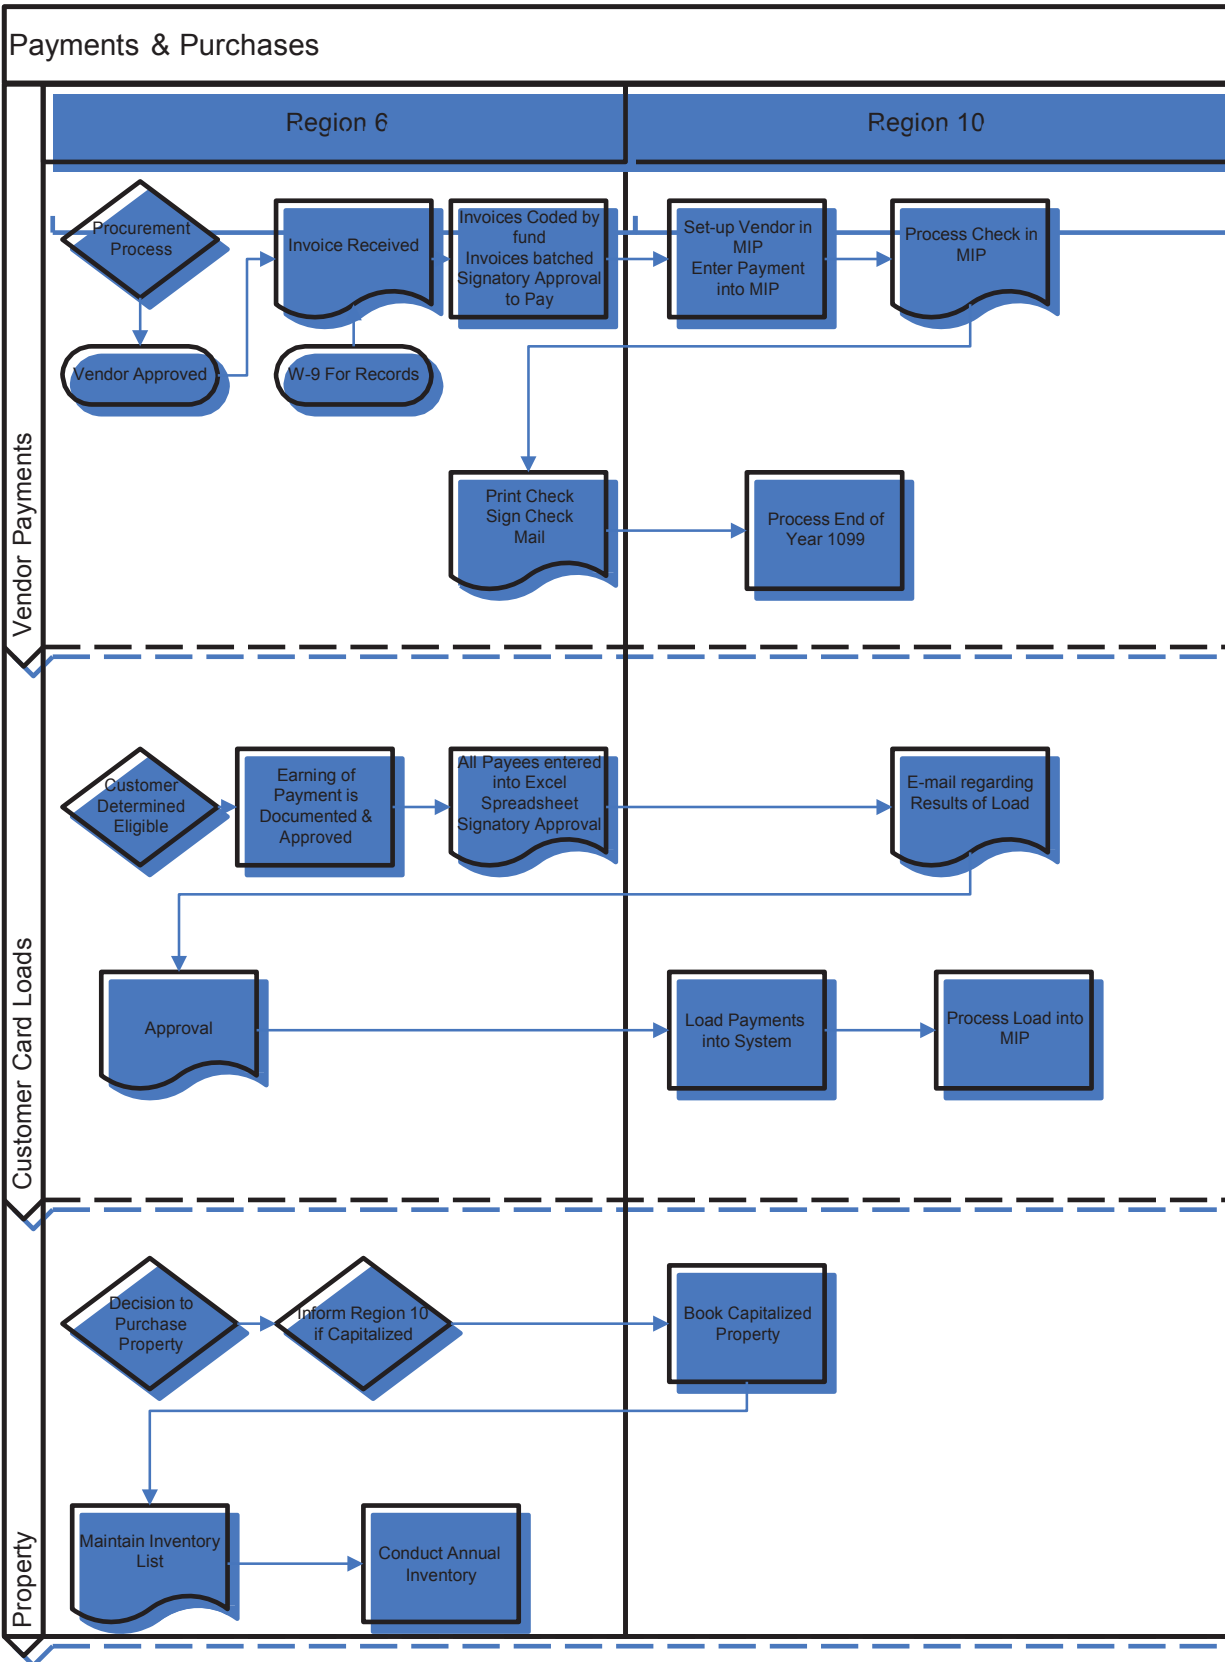 Payments & Purchases
Region 6
Region 10
Vendor Payments
Procurement
Process
Invoice Received
Invoices Coded by
fund
Invoices batched
Signatory Approval
to Pay
Set-up Vendor in
MIP
Enter Payment
into MIP
Process Check in
MIP
Vendor Approved
W-9 For Records
Print Check
Sign Check
Mail
Process End of
Year 1099
Customer Card Loads
Customer
Determined
Eligible
Earning of
Payment is
Documented &
Approved
All Payees entered
into Excel
Spreadsheet
Signatory Approval
E-mail regarding
Results of Load
Approval
Load Payments
into System
Process Load into
MIP
Property
Decision to
Purchase
Property
Inform Region 10
if Capitalized
Book Capitalized
Property
Maintain Inventory
List
Conduct Annual
Inventory